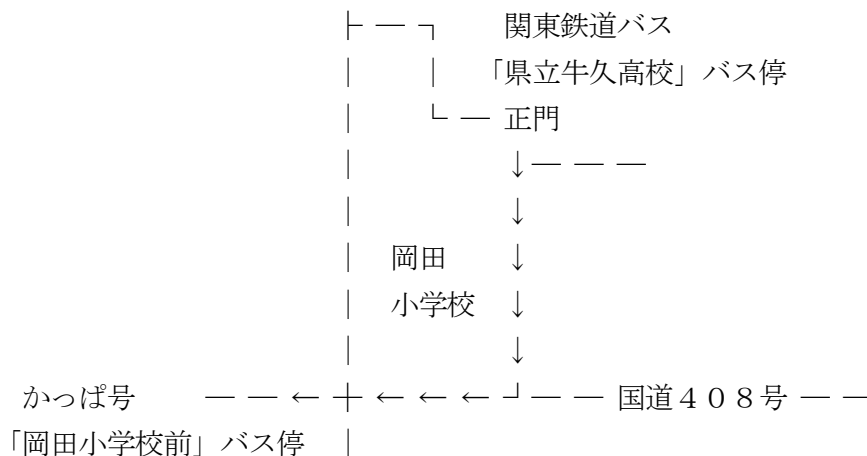 関東鉄道バス
「県立牛久高校」バス停
正門
岡田
小学校
かっぱ号 国道408号
「岡田小学校前」バス停